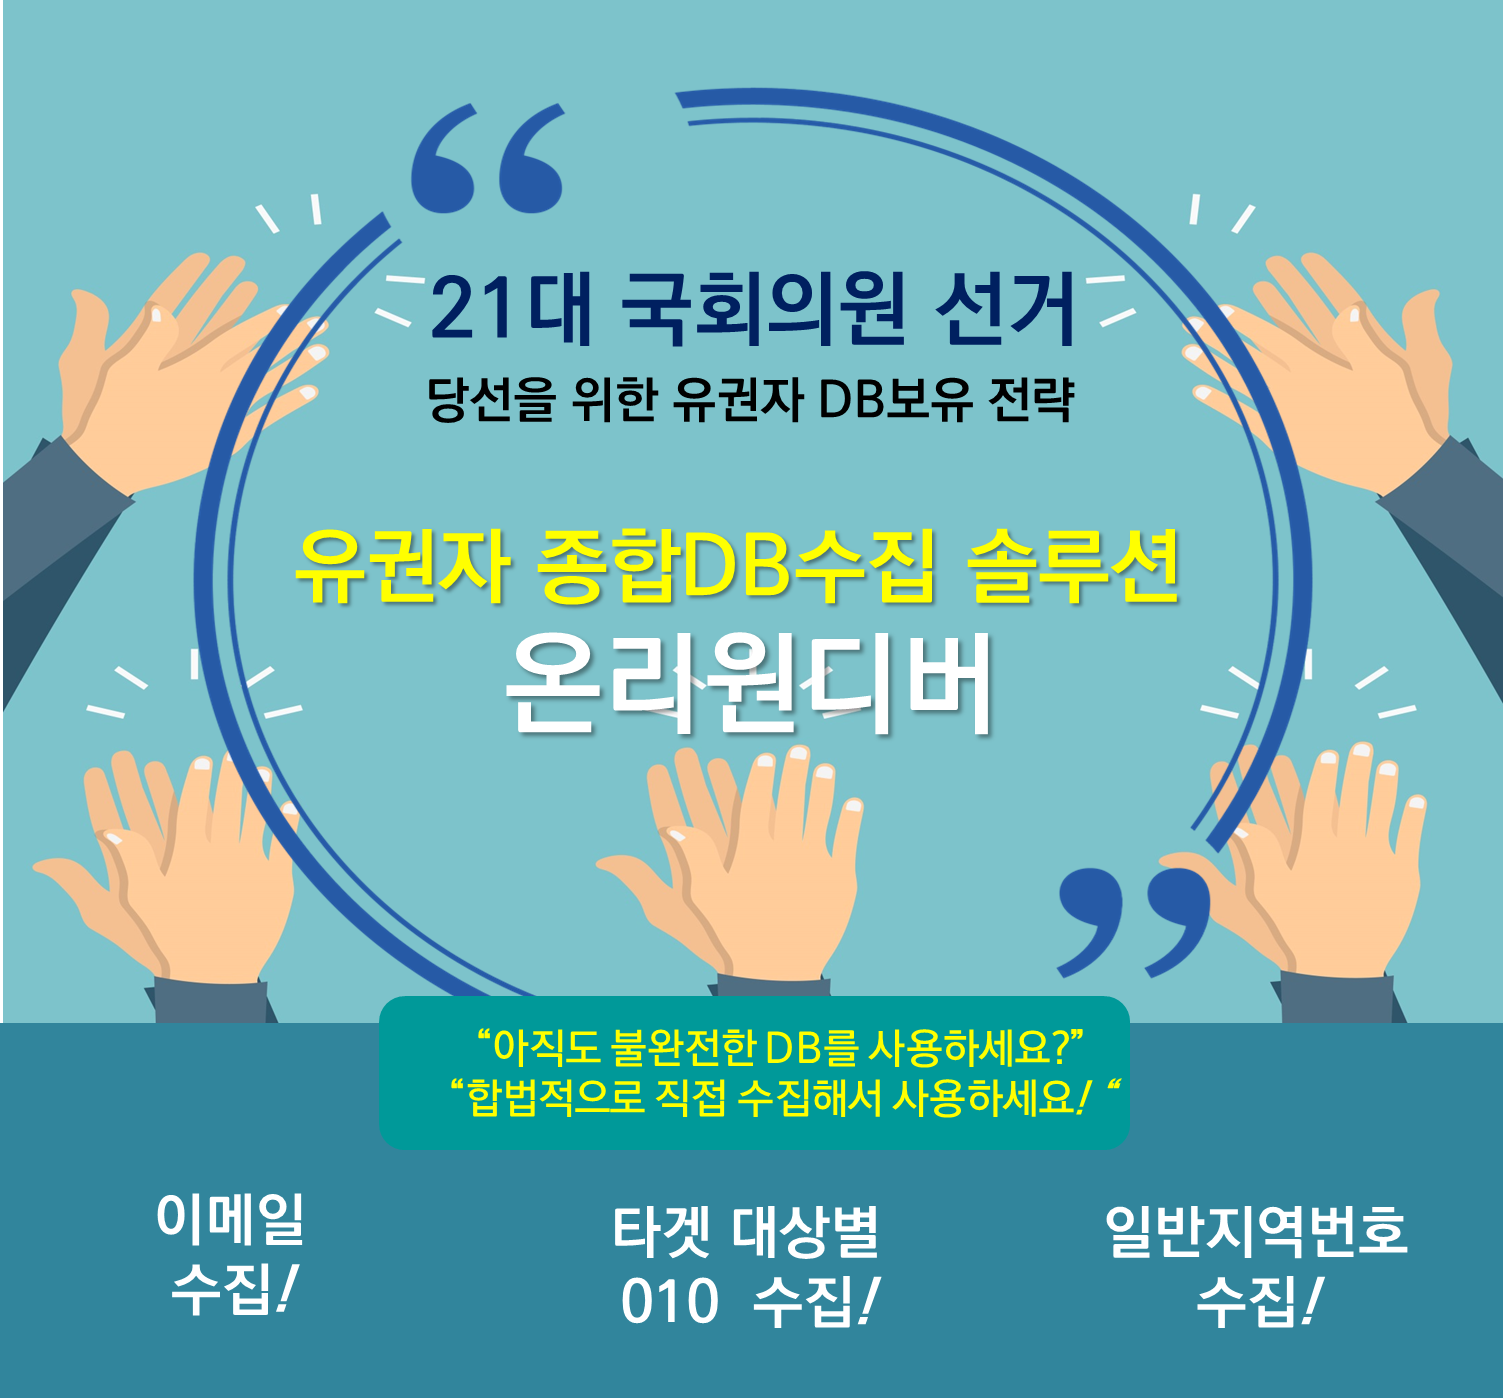 “
21대 국회의원 선거
당선을 위한 유권자 DB보유 전략
유권자 종합DB수집 솔루션
온리원디버
”
“아직도 불완전한 DB를 사용하세요?”
“합법적으로 직접 수집해서 사용하세요! “
이메일
수집!
타겟 대상별
010 수집!
일반지역번호
수집!